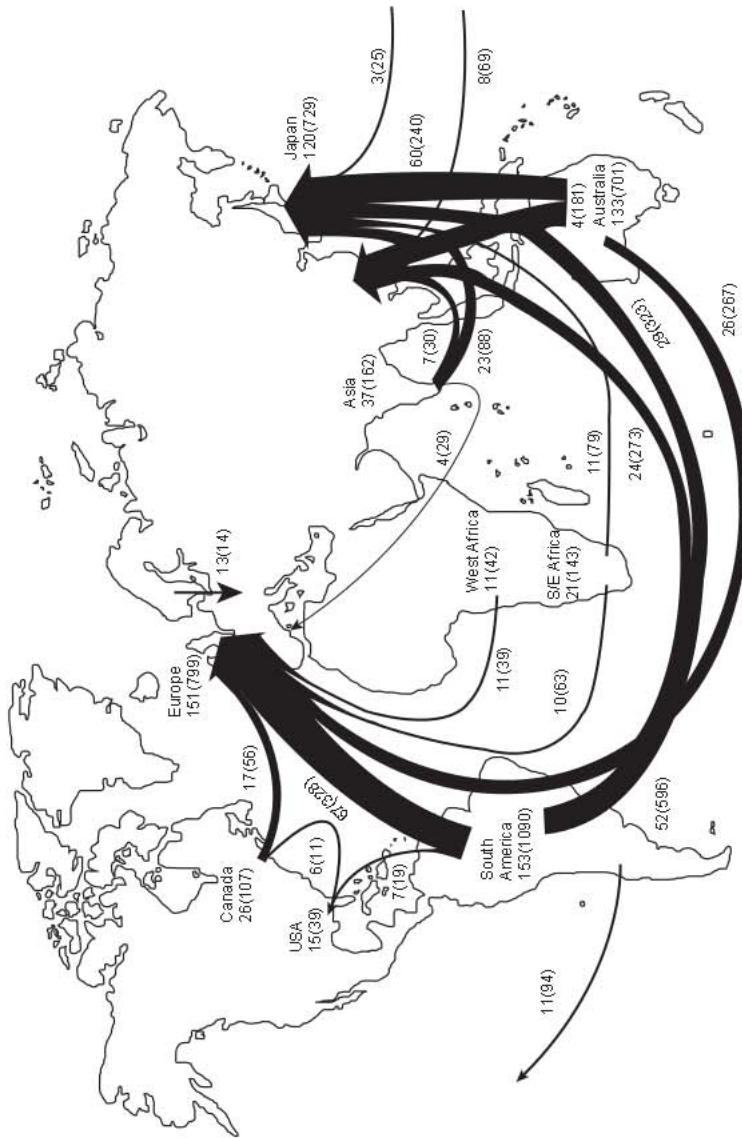 Canada
26(107)
USA
15(39)
6(11)
17(56)
67(328)
7(19)
South
America
153(1090)
11(94)
52(596)
Europe
151(799)
13(14)
11(39)
10(63)
West Africa
11(42)
S/E Africa
21(143)
4(29)
Asia
37(162)
7(30)
23(88)
11(79)
24(273)
29(323)
26(267)
Japan
120(729)
3(25)
60(240)
8(69)
4(181)
Australia
133(701)